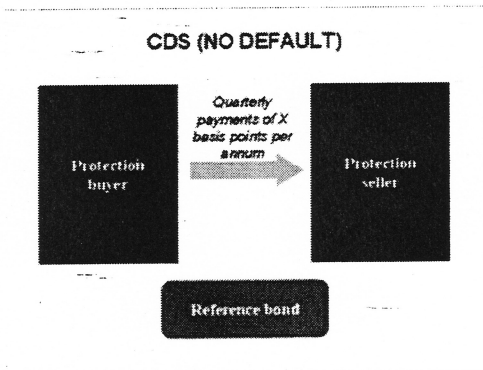 CDS (NO DEFAULT)
Quarterly
payments of X
basis points per
annum
Protection
buyer
Protection
seller
Reference bond